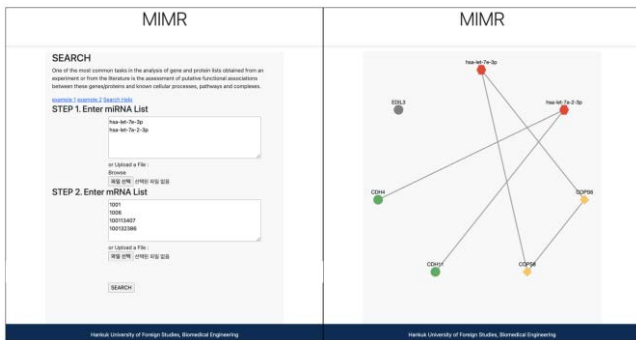 MIMR
SEARCH
One of the most common tasks in the analysis of gene and protein lists obtained from an
experiment or from the literature is the assessment of putative functional associations
between these genes/proteins and known cellular processes, pathways and complexes.
example 1 example 2 Search Help
STEP 1. Enter miRNA List
hsa-let-7e-3p
hsa-let-7a-2-3p
or Upload a File :
Browse
파일 선택 선택된 파일 없음
STEP 2. Enter mRNA List
1001
1006
100113407
100132386
or Upload a File :
파일 선택 선택된 파일 없음
SEARCH
Hankuk University of Foreign Studies, Biomedical Engineering
MIMR
hsa-let-7e-3p
hsa-let-7a-2-3p
EDIL3
CDH4
COPS6
CDH11
Hankuk University of Foreign Studies, Biomedical Engineering